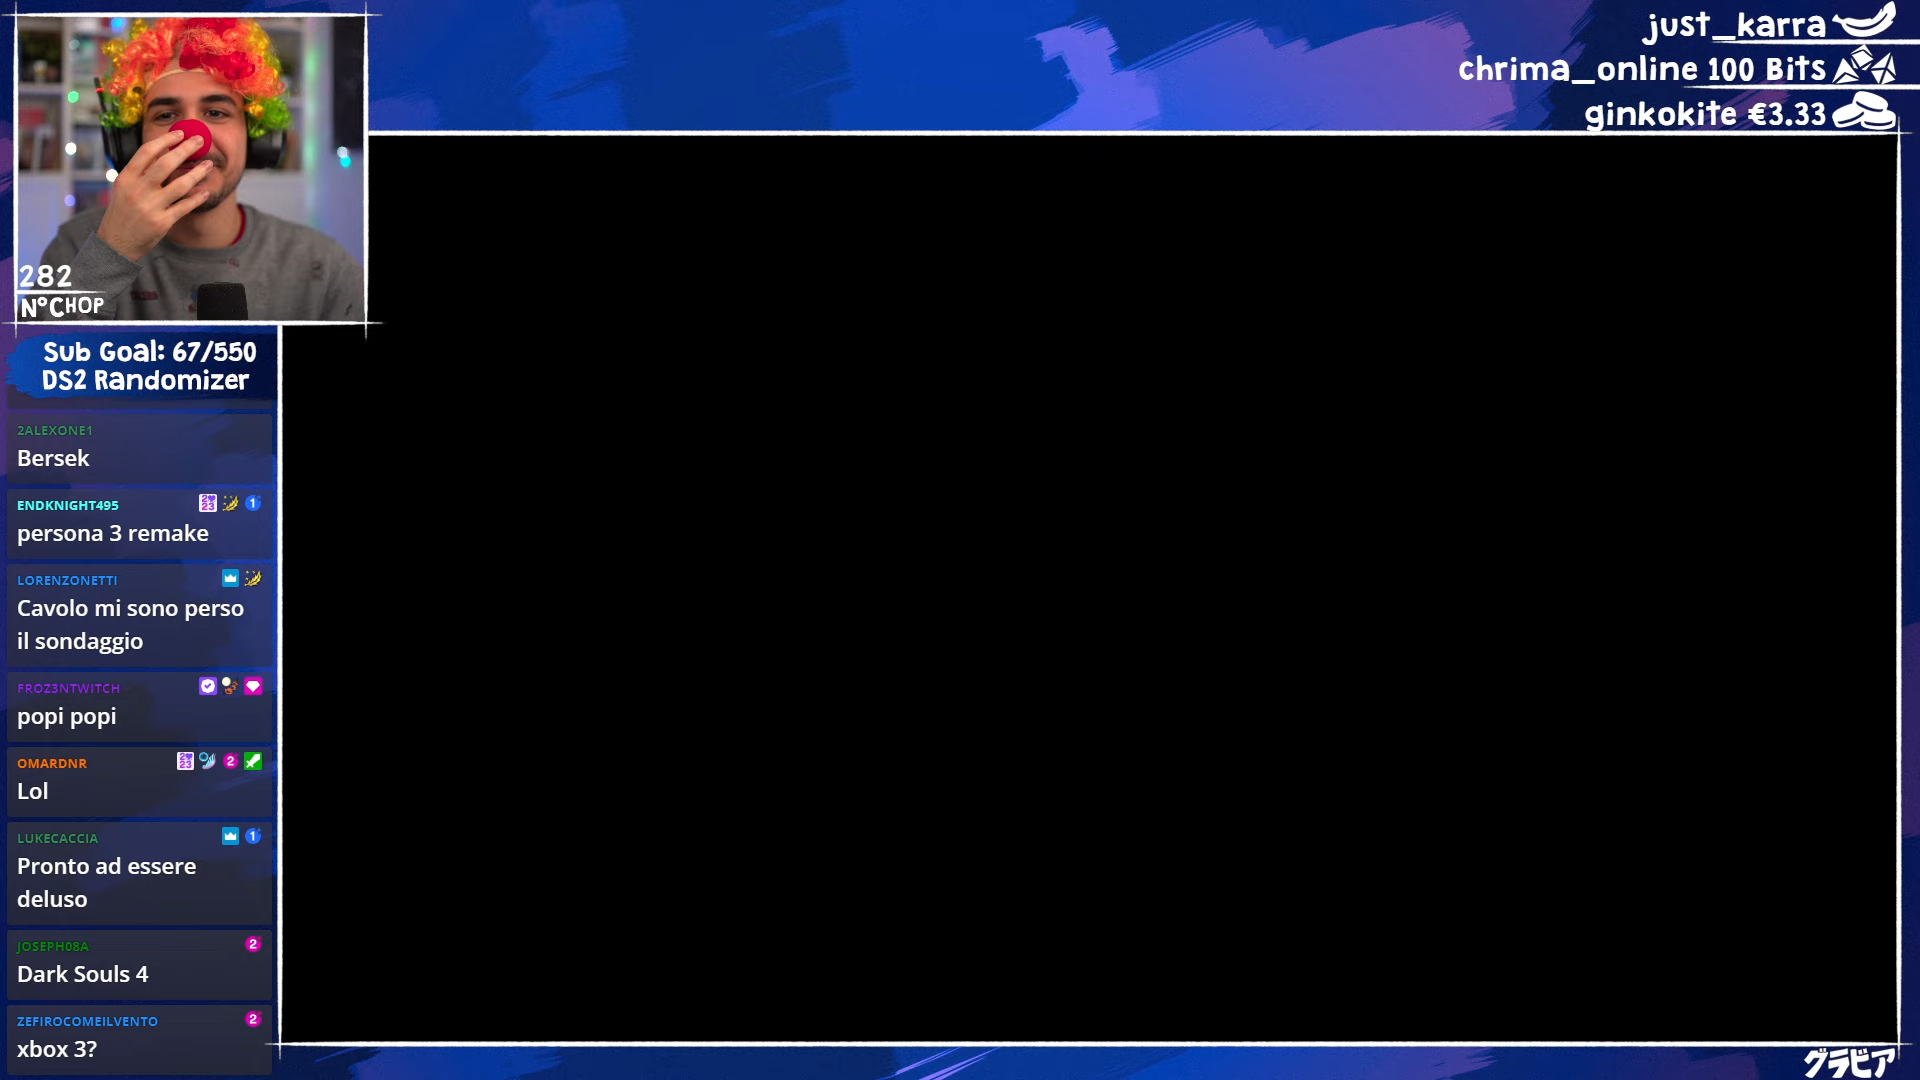 just_karra
chrima_online 100 Bits
ginkokite €3.33
282
N°CHOP
Sub Goal: 67/550
DS2 Randomizer
2ALEXONE1
Bersek
ENDKNIGHT495
persona 3 remake
LORENZONETTI
Cavolo mi sono perso
il sondaggio
FROZ3NTWITCH
popi popi
OMARDNR
Lol
LUKECACCIA
Pronto ad essere
deluso
JOSEPH08A
Dark Souls 4
ZEFIROCOMEILVENTO
xbox 3?
グラビア